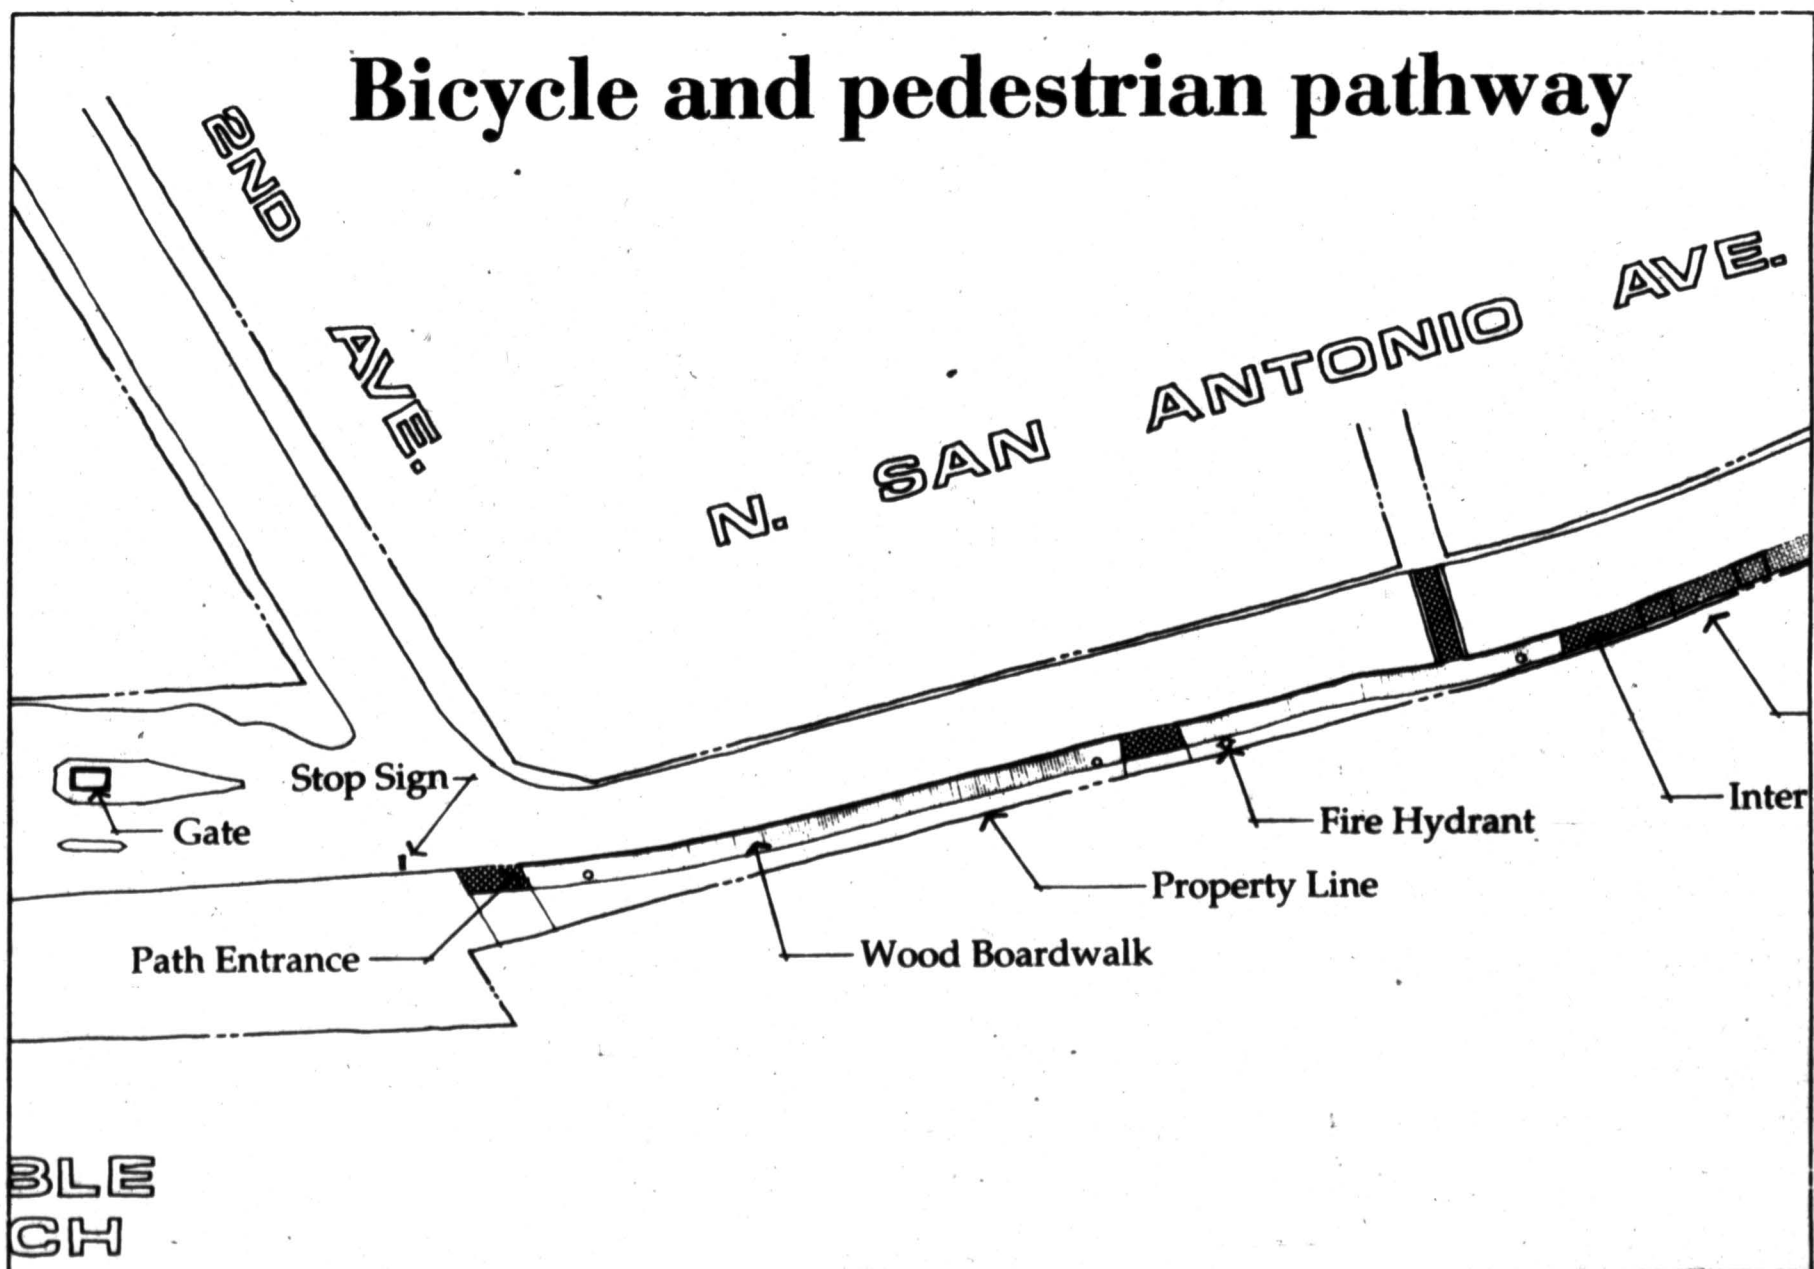 Bicycle and pedestrian pathway
2ND AVE.
N. SAN ANTONIO AVE.
Stop Sign
Gate
Fire Hydrant
Inter
Property Line
Path Entrance
Wood Boardwalk
BLE
CH